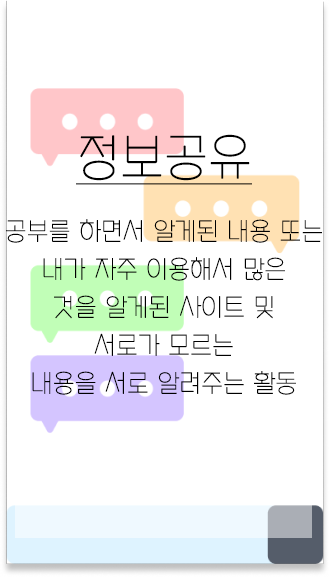 정보공유
공부를 하면서 알게된 내용 또는
내가 자주 이용해서 많은
것을 알게된 사이트 및
서로가 모르는
내용을 서로 알려주는 활동